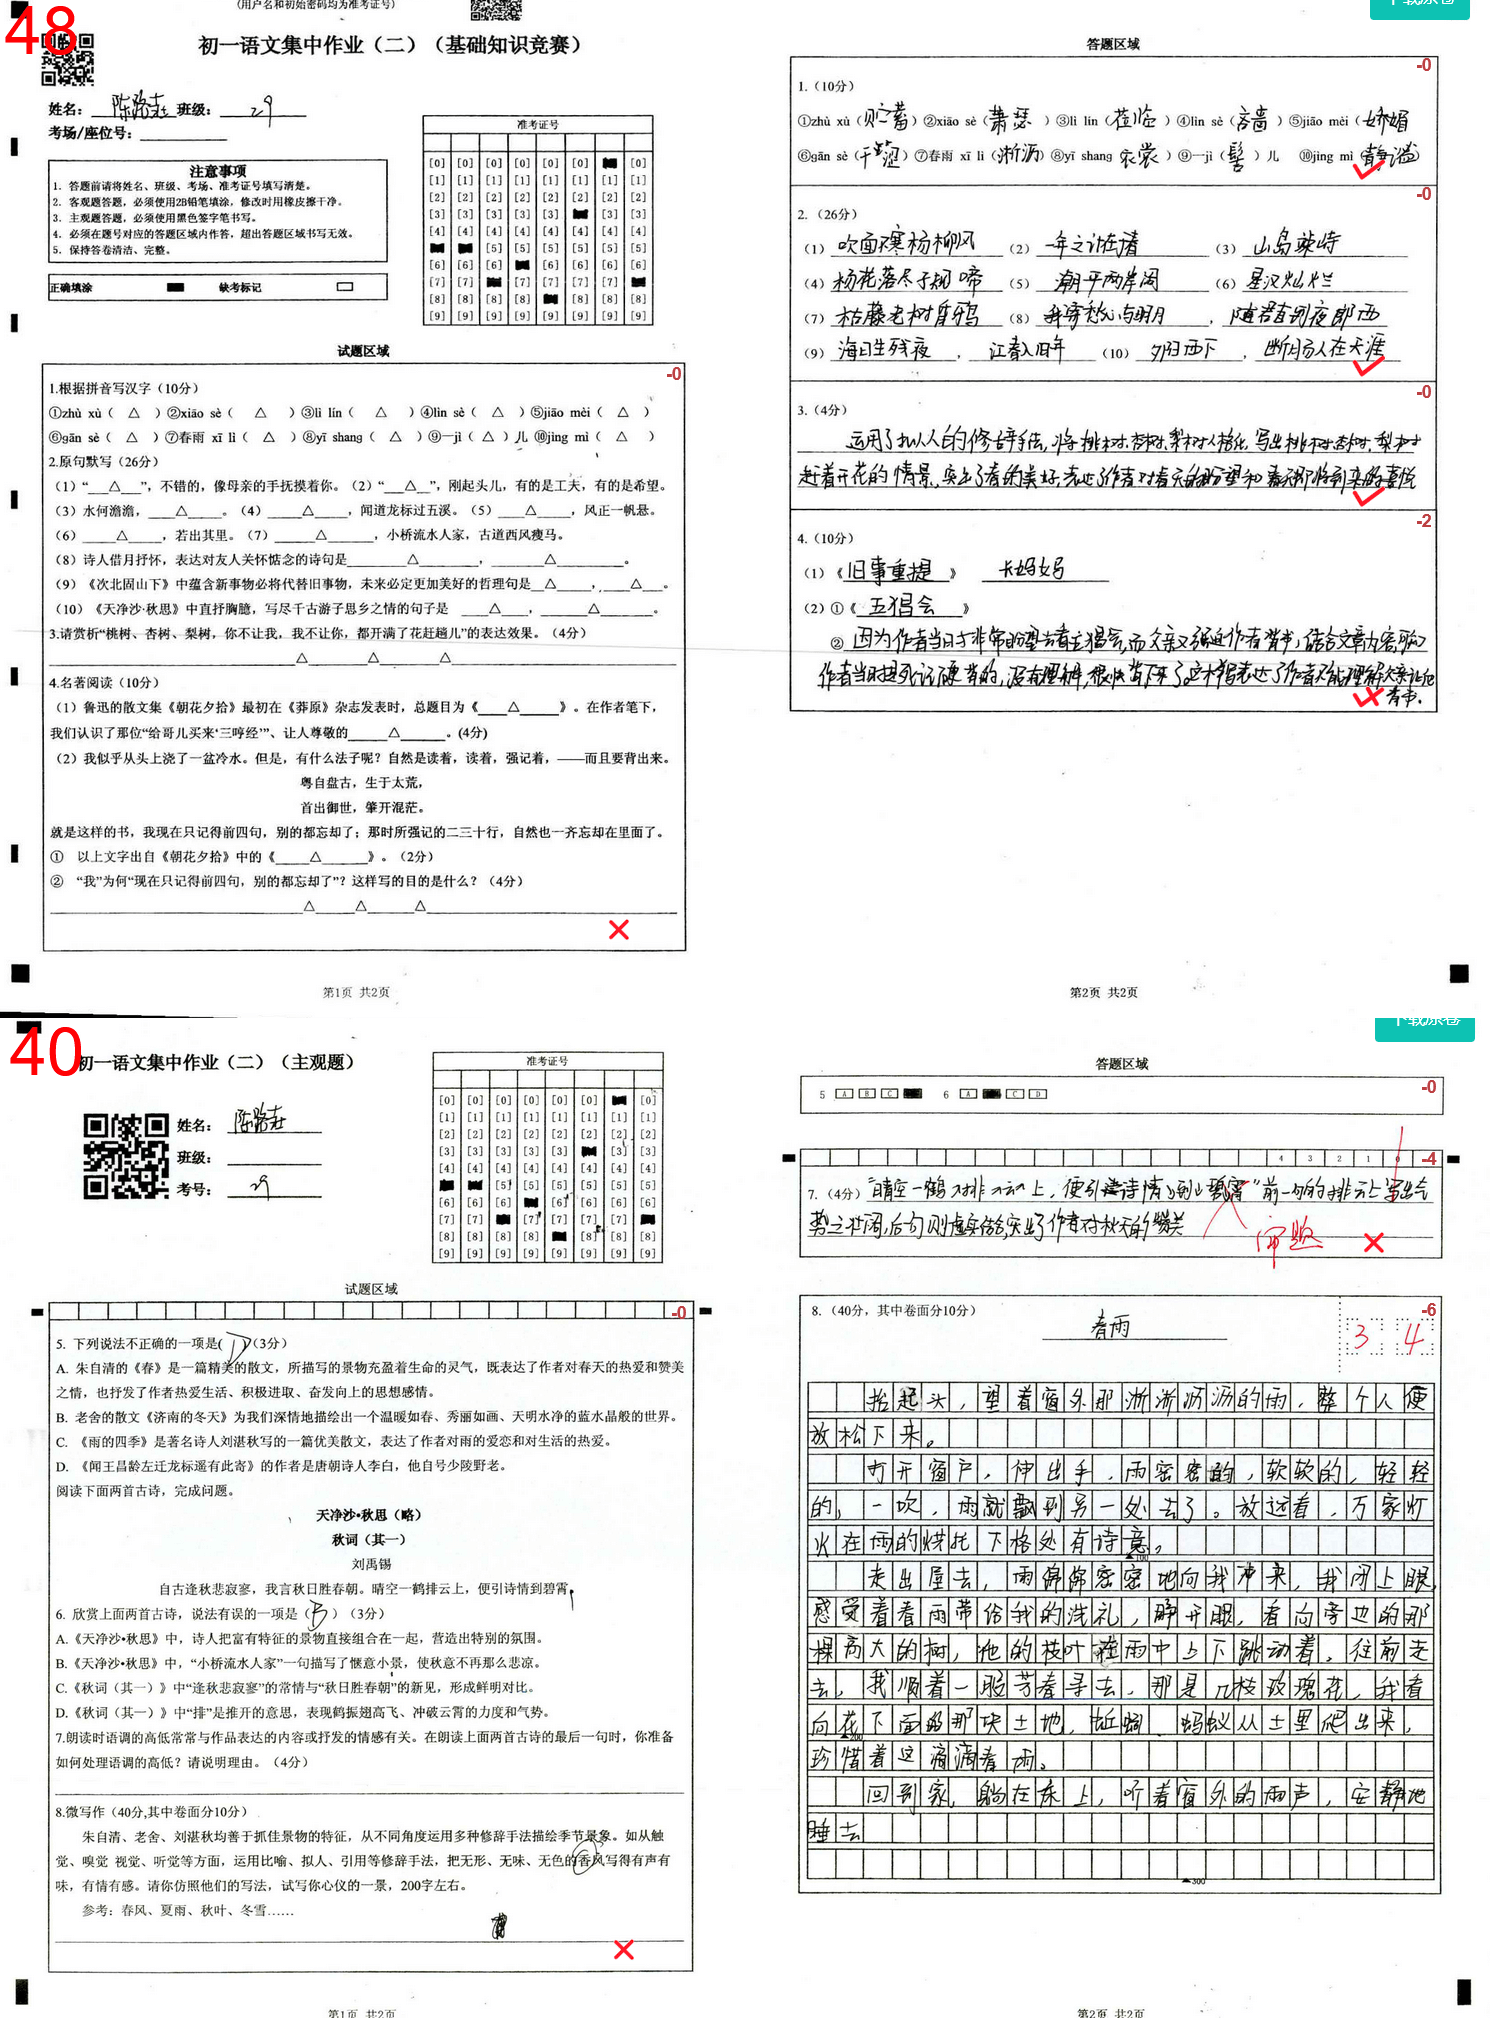 (用户名和初始密码均为准考证号)
48
初一语文集中作业（二）（基础知识竞赛）
姓名：陈路 班级：29
考场/座位号：
准考证号
注意事项
1. 答题前请将姓名、班级、考场、准考证号填写清楚。
2. 客观题答题，必须使用2B铅笔填涂，修改时用橡皮擦干净。
3. 主观题答题，必须使用黑色签字笔书写。
4. 必须在题号对应的答题区域内作答，超出答题区域书写无效。
5. 保持答卷清洁、完整。
正确填涂 缺考标记
试题区域
-0
1.根据拼音写汉字（10分）
①zhù xù（ △ ）②xiāo sè（ △ ）③lì lín（ △ ）④lìn sè（ △ ）⑤jiāo mèi（ △ ）
⑥gān sè（ △ ）⑦春雨 xī lì（ △ ）⑧yī shang（ △ ）⑨一jì（ △ ）儿 ⑩jìng mì（ △ ）
2.原句默写（26分）
（1）“___△___”，不错的，像母亲的手抚摸着你。（2）“___△___”，刚起头儿，有的是工夫，有的是希望。
（3）水何澹澹，____△____。（4）____△____，闻道龙标过五溪。（5）____△____，风正一帆悬。
（6）____△____，若出其里。（7）____△____，小桥流水人家，古道西风瘦马。
（8）诗人借月抒怀，表达对友人关怀惦念的诗句是____△____，____△____。
（9）《次北固山下》中蕴含新事物必将代替旧事物，未来必定更加美好的哲理句是__△__，__△__。
（10）《天净沙·秋思》中直抒胸臆，写尽千古游子思乡之情的句子是 ____△____，____△____。
3.请赏析“桃树、杏树、梨树，你不让我，我不让你，都开满了花赶趟儿”的表达效果。（4分）
△ △ △
4.名著阅读（10分）
（1）鲁迅的散文集《朝花夕拾》最初在《莽原》杂志发表时，总题目为《____△____》。在作者笔下，
我们认识了那位“给哥儿买来‘三哼经’”、让人尊敬的____△____。(4分)
（2）我似乎从头上浇了一盆冷水。但是，有什么法子呢？自然是读着，读着，强记着，——而且要背出来。
粤自盘古，生于太荒，
首出御世，肇开混茫。
就是这样的书，我现在只记得前四句，别的都忘却了；那时所强记的二三十行，自然也一齐忘却在里面了。
① 以上文字出自《朝花夕拾》中的《____△____》。（2分）
② “我”为何“现在只记得前四句，别的都忘却了”？这样写的目的是什么？（4分）
△ △ △
第1页 共2页
下载原卷
答题区域
-0
1.（10分）
①zhù xù（贮蓄）②xiāo sè（萧瑟）③lì lín（莅临）④lìn sè（吝啬）⑤jiāo mèi（娇媚
⑥gān sè（干涩）⑦春雨 xī lì（淅沥）⑧yī shang（衣裳）⑨一jì（髻）儿 ⑩jìng mì（静谧）
-0
2.（26分）
（1）吹面不寒杨柳风 （2）一年之计在于春 （3）山岛竦峙
（4）杨花落尽子规啼 （5）潮平两岸阔 （6）星汉灿烂
（7）枯藤老树昏鸦 （8）我寄愁心与明月，随君直到夜郎西
（9）海日生残夜，江春入旧年 （10）夕阳西下，断肠人在天涯
-0
3.（4分）
运用了拟人的修辞手法，将桃树、杏树、梨树人格化，写出桃树、杏树、梨树
赶着开花的情景，突出了春的美好，表达了作者对春天的盼望和春天即将到来的喜悦
-2
4.（10分）
（1）《旧事重提》 长妈妈
（2）①《五猖会》
②因为作者当日于非常盼望去看五猖会，而父亲又强迫作者背书，结合文章内容可知
作者当时是死记硬背的，没有理解，很快背下来了。这样写表达了作者不能理解父亲让他
背书。
第2页 共2页
40
初一语文集中作业（二）（主观题）
姓名：陈路
班级：
考号：29
准考证号
试题区域
-0
5. 下列说法不正确的一项是( D )(3分）
A. 朱自清的《春》是一篇精美的散文，所描写的景物充盈着生命的灵气，既表达了作者对春天的热爱和赞美
之情，也抒发了作者热爱生活、积极进取、奋发向上的思想感情。
B. 老舍的散文《济南的冬天》为我们深情地描绘出一个温暖如春、秀丽如画、天明水净的蓝水晶般的世界。
C. 《雨的四季》是著名诗人刘湛秋写的一篇优美散文，表达了作者对雨的爱恋和对生活的热爱。
D. 《闻王昌龄左迁龙标遥有此寄》的作者是唐朝诗人李白，他自号少陵野老。
阅读下面两首古诗，完成问题。
天净沙•秋思（略）
秋词（其一）
刘禹锡
自古逢秋悲寂寥，我言秋日胜春朝。晴空一鹤排云上，便引诗情到碧霄。
6. 欣赏上面两首古诗，说法有误的一项是（ B ）（3分）
A.《天净沙•秋思》中，诗人把富有特征的景物直接组合在一起，营造出特别的氛围。
B.《天净沙•秋思》中，“小桥流水人家”一句描写了惬意小景，使秋意不再那么悲凉。
C.《秋词（其一）》中“逢秋悲寂寥”的常情与“秋日胜春朝”的新见，形成鲜明对比。
D.《秋词（其一）》中“排”是推开的意思，表现鹤振翅高飞、冲破云霄的力度和气势。
7.朗读时语调的高低常常与作品表达的内容或抒发的情感有关。在朗读上面两首古诗的最后一句时，你准备
如何处理语调的高低？请说明理由。（4分）
8.微写作（40分,其中卷面分10分）
朱自清、老舍、刘湛秋均善于抓住景物的特征，从不同角度运用多种修辞手法描绘季节景象。如从触
觉、嗅觉 视觉、听觉等方面，运用比喻、拟人、引用等修辞手法，把无形、无味、无色的香风写得有声有
味，有情有感。请你仿照他们的写法，试写你心仪的一景，200字左右。
参考：春风、夏雨、秋叶、冬雪……
第1页 共2页
下载原卷
答题区域
-0
5 A B C D 6 A B C D
4 3 2 1 0 -4
7.（4分）“晴空一鹤排云上，便引诗情到碧霄”前一句的排云上写出气
势之壮阔，后句则虚实结合，突出了作者对秋天的赞美
审题
8.（40分，其中卷面分10分） 春雨
-6
3 4
抬起头，望着窗外那淅淅沥沥的雨，整个人便
放松下来。
打开窗户，伸出手，雨密密的，软软的，轻轻
的，一吹，雨就飘到另一处去了。放远看，万家灯
火在雨的烘托下格外有诗意。
走出屋去，雨绵绵密密地向我冲来，我闭上眼，
感受着春雨带给我的洗礼，睁开眼，看向旁边的那
棵高大的树，他的枝叶在雨中上下跳动着。往前走
去，我顺着一股芳香寻去，那是几枝玫瑰花，我看
向花下面的那块土地，蚯蚓、蚂蚁从土里爬出来，
珍惜着这滴滴春雨。
回到家，躺在床上，听着窗外的雨声，安静地
睡去
100
200
300
第2页 共2页